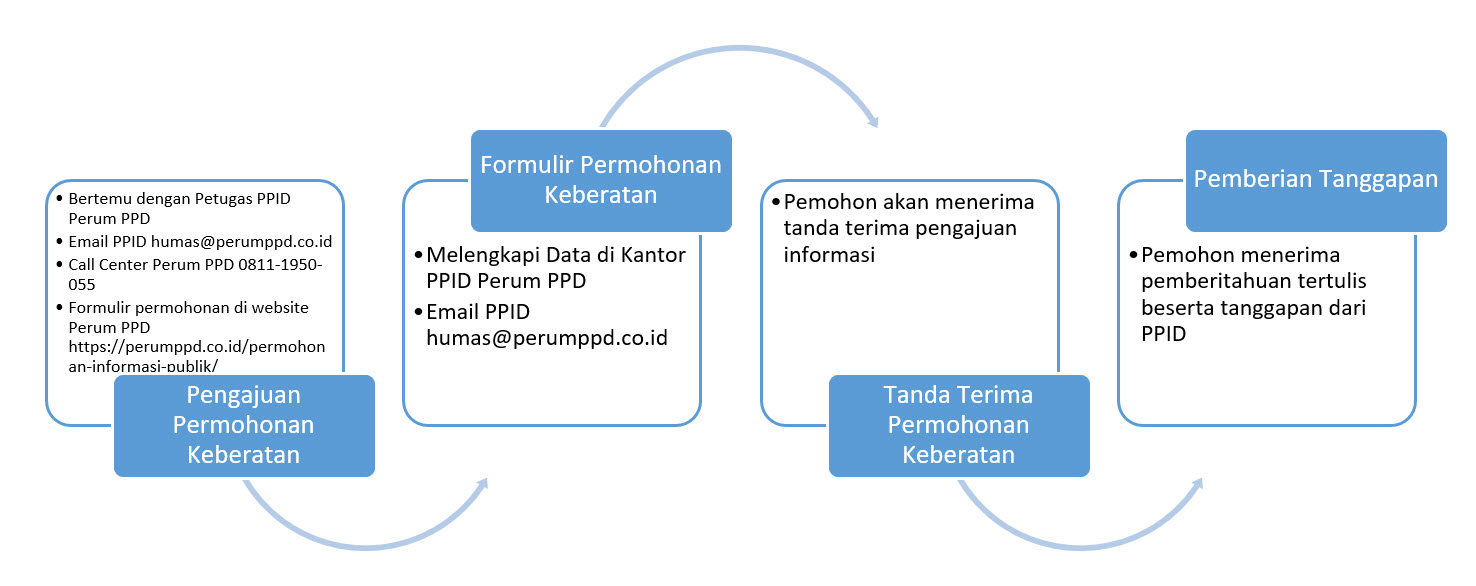 • Bertemu dengan Petugas PPID
Perum PPD
• Email PPID humas@perumppd.co.id
• Call Center Perum PPD 0811-1950-
055
• Formulir permohonan di website
Perum PPD
https://perumppd.co.id/permohon
an-informasi-publik/
Pengajuan
Permohonan
Keberatan
Formulir Permohonan
Keberatan
• Melengkapi Data di Kantor
PPID Perum PPD
• Email PPID
humas@perumppd.co.id
• Pemohon akan menerima
tanda terima pengajuan
informasi
Tanda Terima
Permohonan
Keberatan
Pemberian Tanggapan
• Pemohon menerima
pemberitahuan tertulis
beserta tanggapan dari
PPID